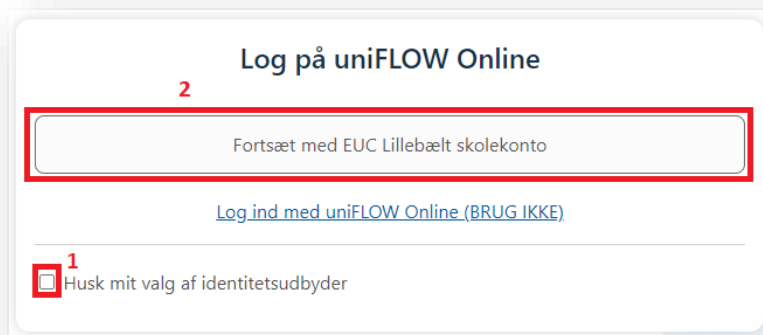 Log på uniFLOW Online
2
Fortsæt med EUC Lillebælt skolekonto
Log ind med uniFLOW Online (BRUG IKKE)
1
Husk mit valg af identitetsudbyder